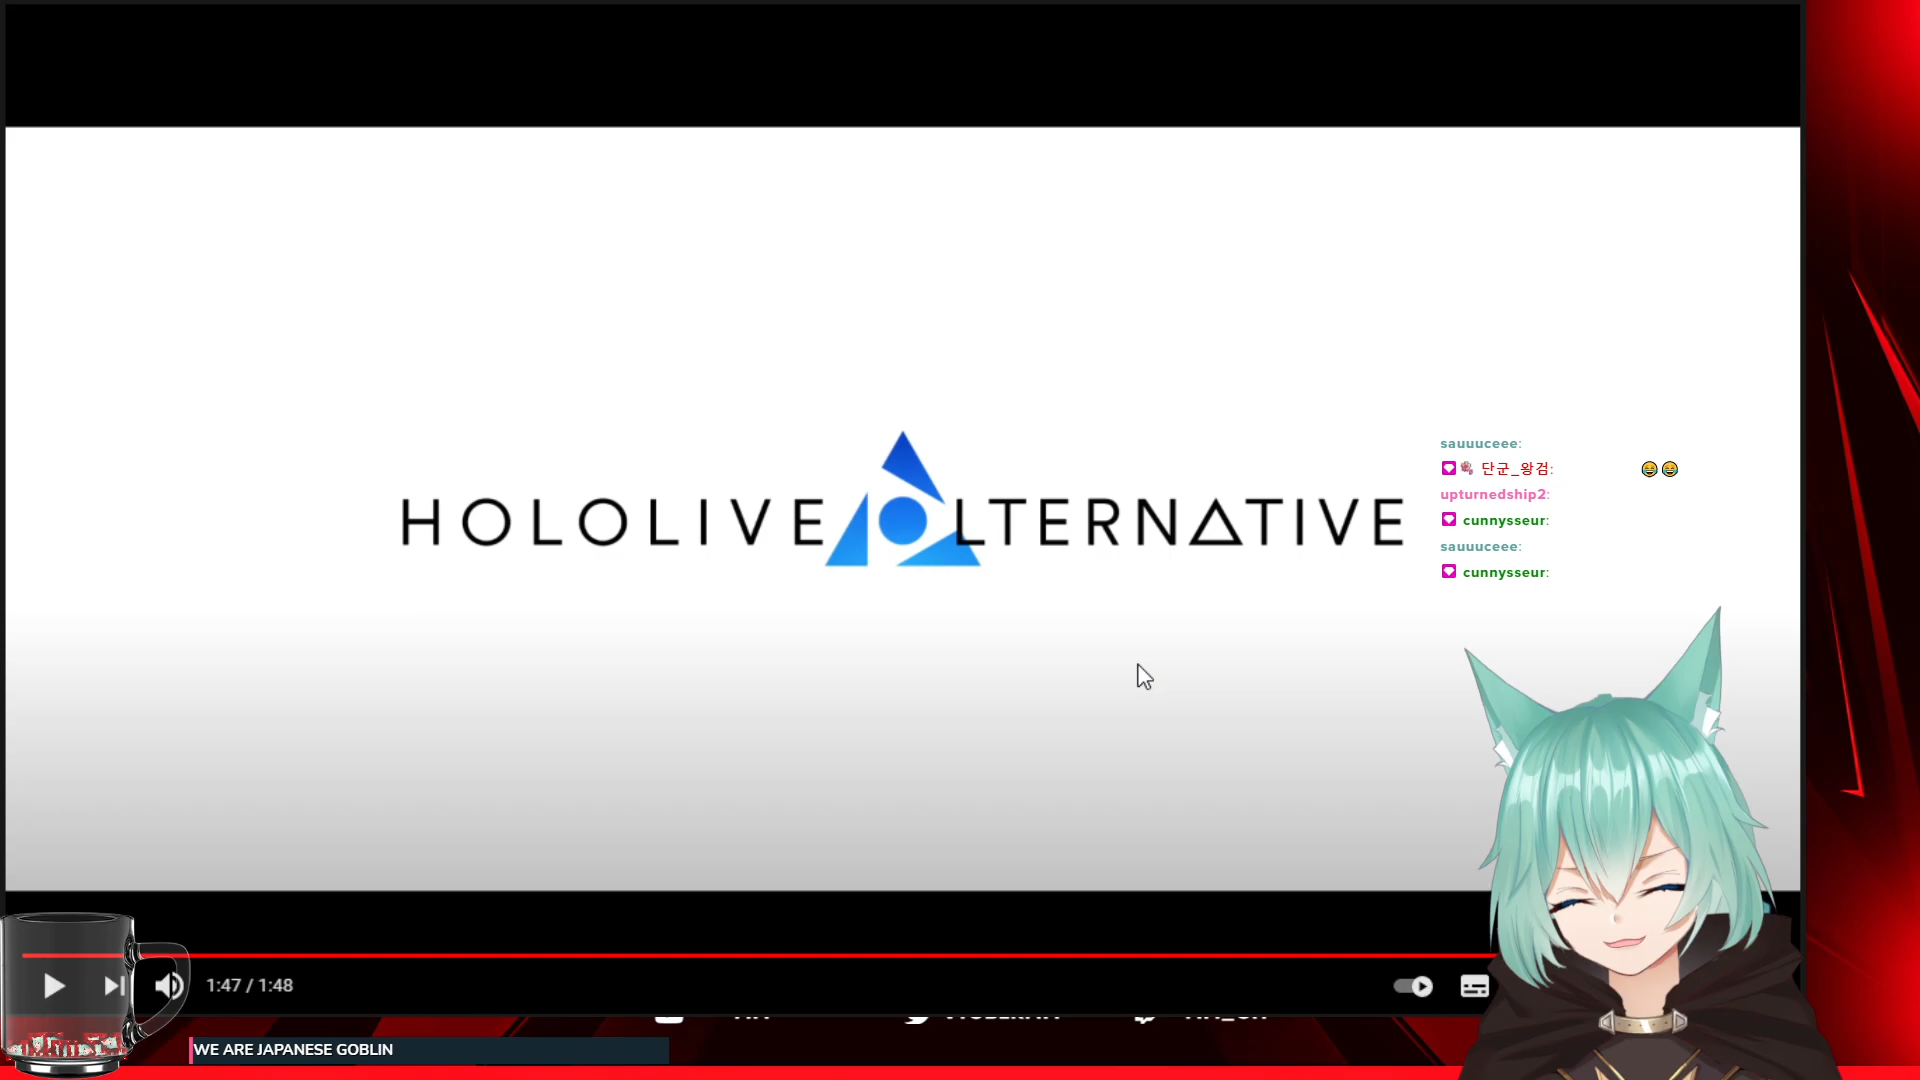 HOLOLIVE ALTERNATIVE
sauuuceee:
단군_왕검:
upturnedship2:
cunnysseur:
sauuuceee:
cunnysseur:
1:47 / 1:48
WE ARE JAPANESE GOBLIN